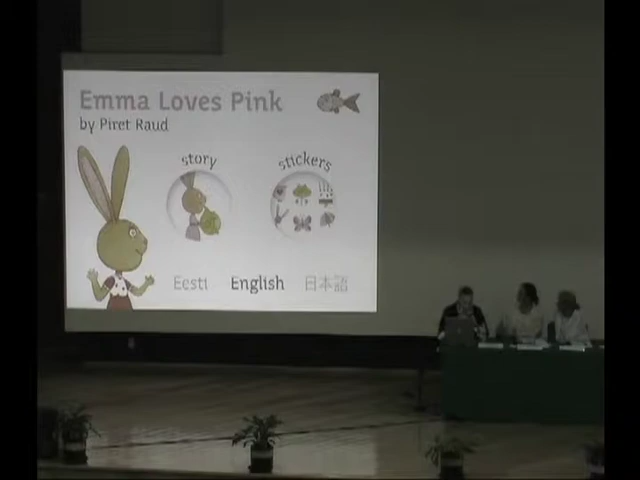 Emma Loves Pink
by Piret Raud
story
stickers
Eesti
English
日本語